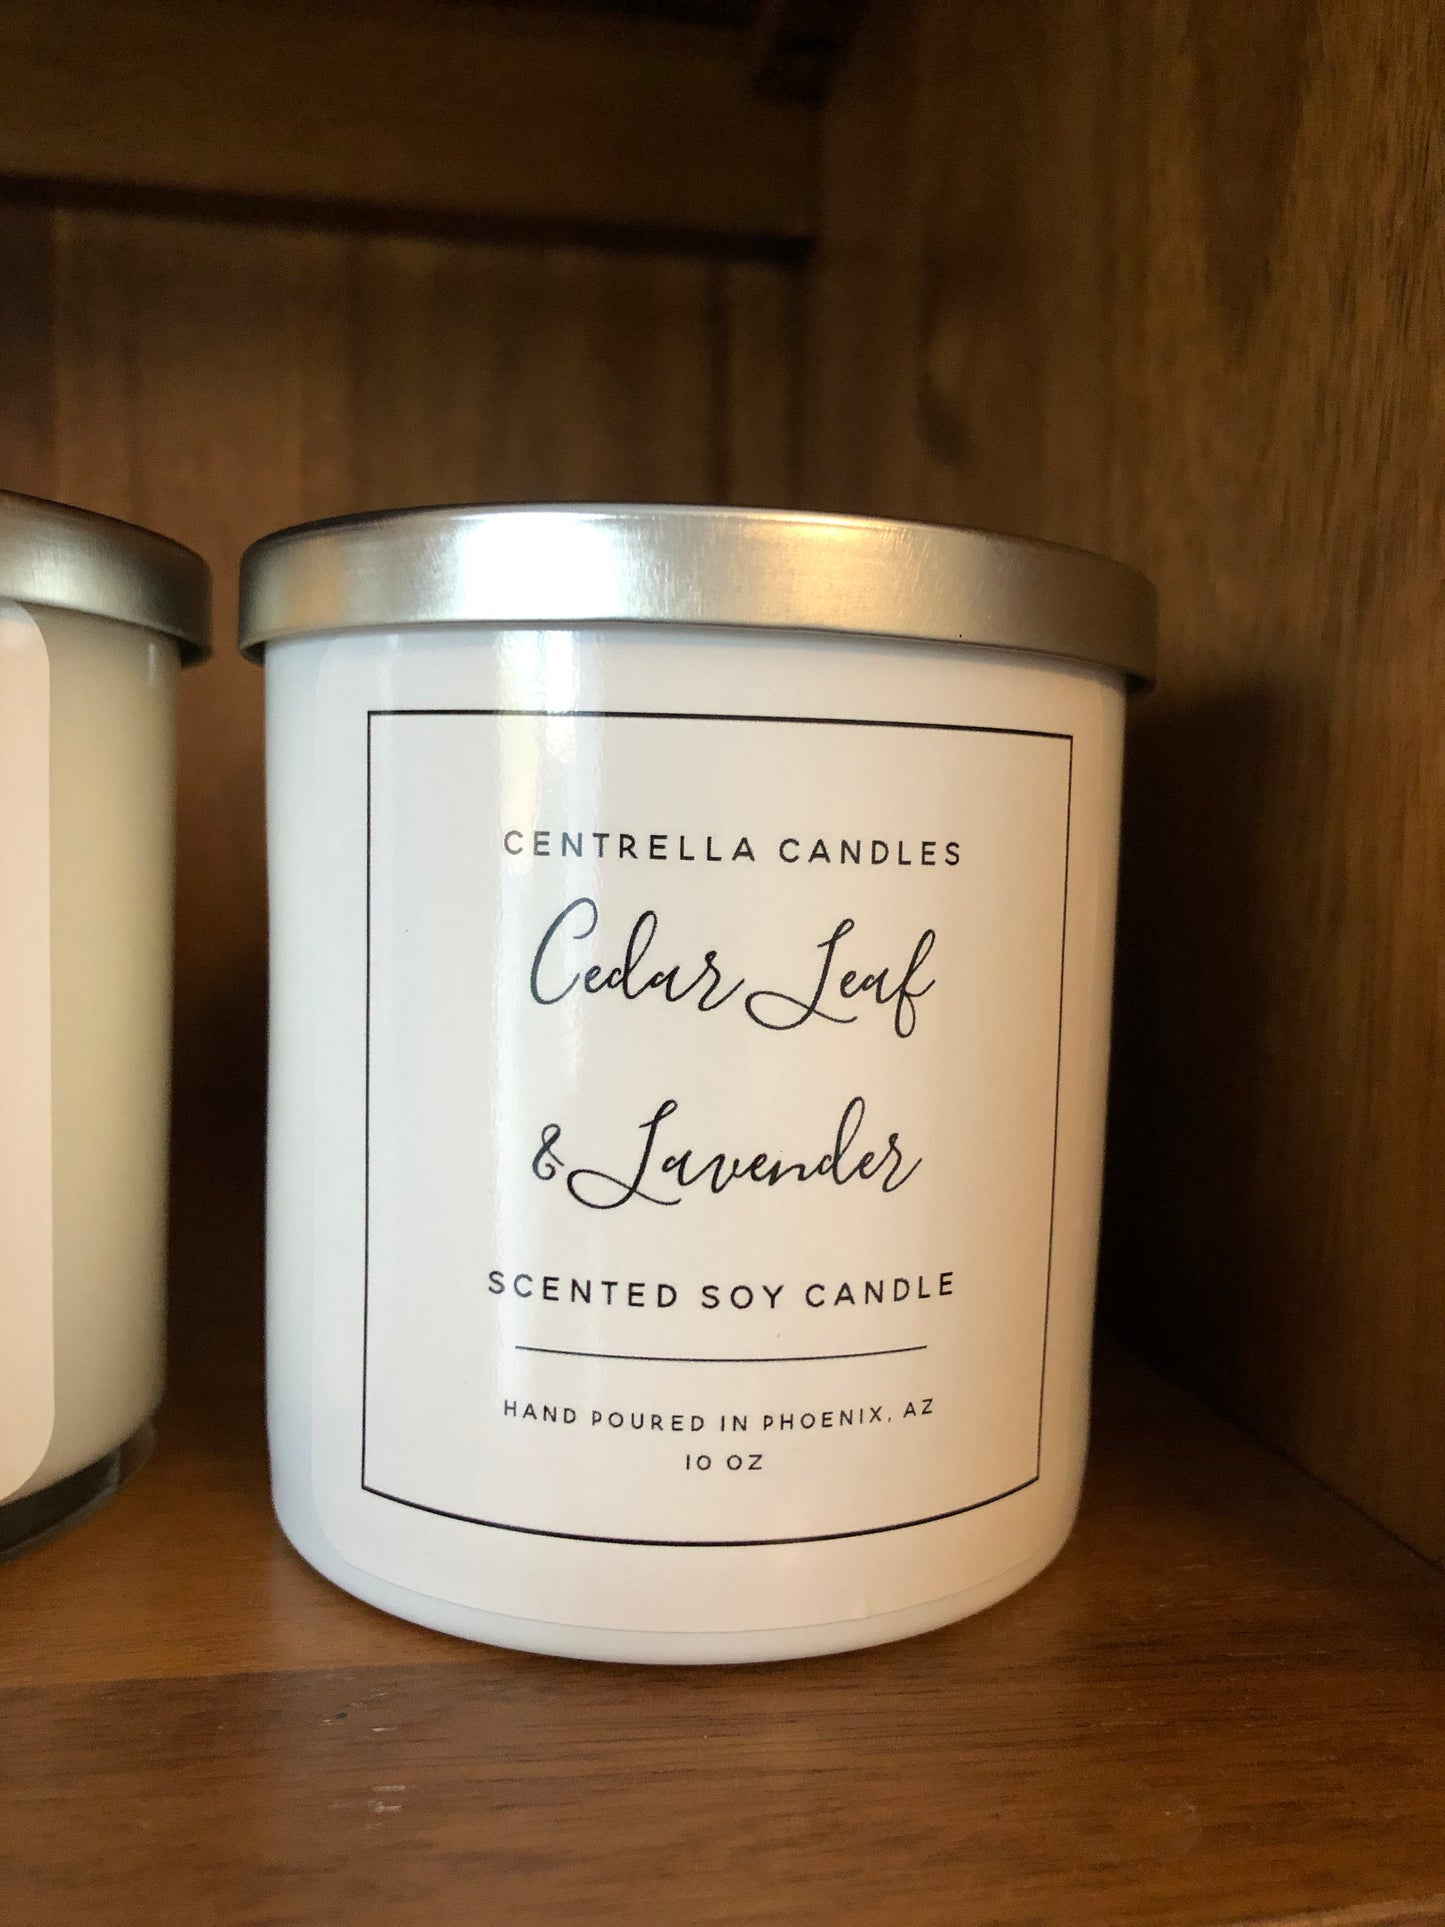 CENTRELLA CANDLES
Cedar Leaf
& Lavender
SCENTED SOY CANDLE
HAND POURED IN PHOENIX, AZ
10 OZ